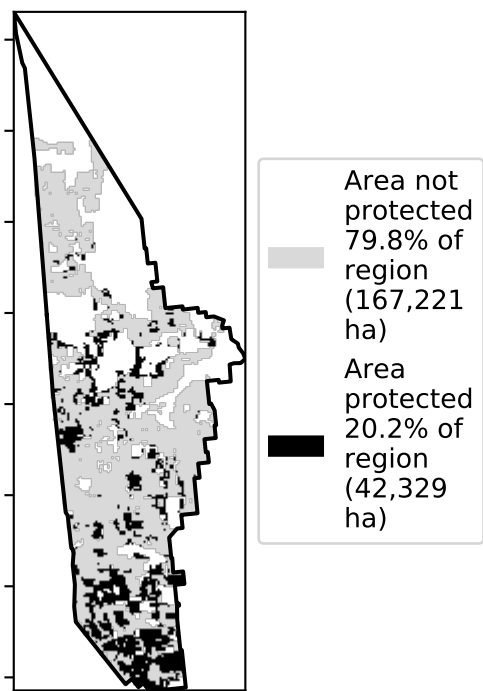 Area not
protected
79.8% of
region
(167,221
ha)
Area
protected
20.2% of
region
(42,329
ha)